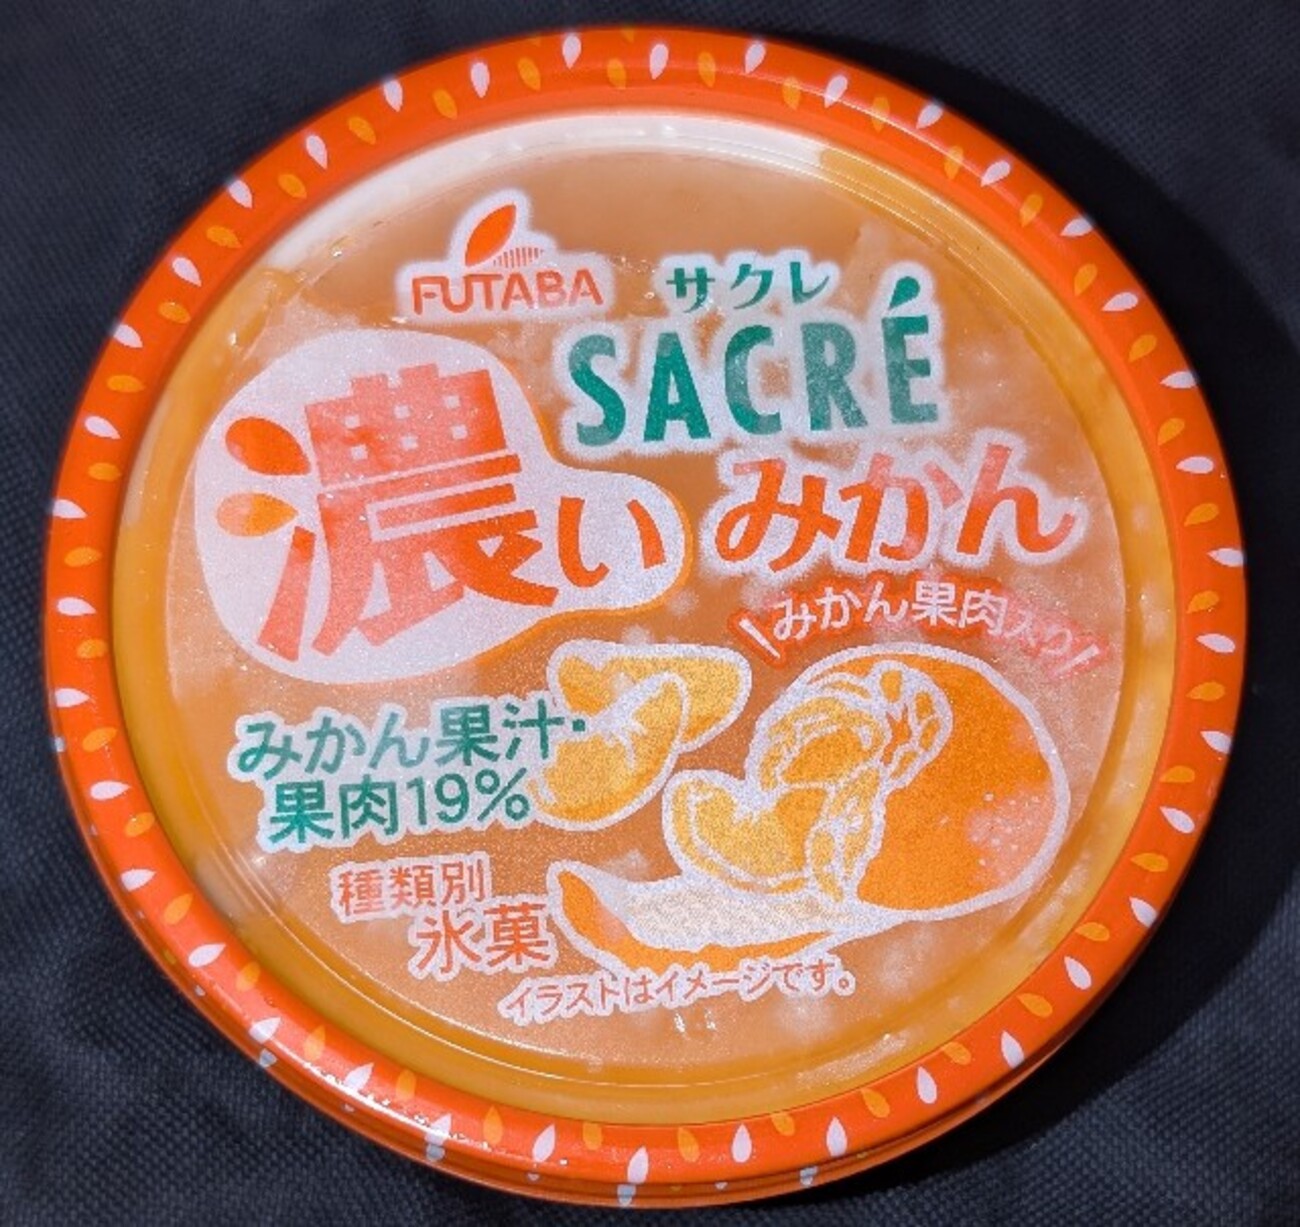 FUTABA
サクレ
SACRÉ
濃い
みかん
\みかん果肉入り/
みかん果汁・
果肉19%
種類別
氷菓
イラストはイメージです。